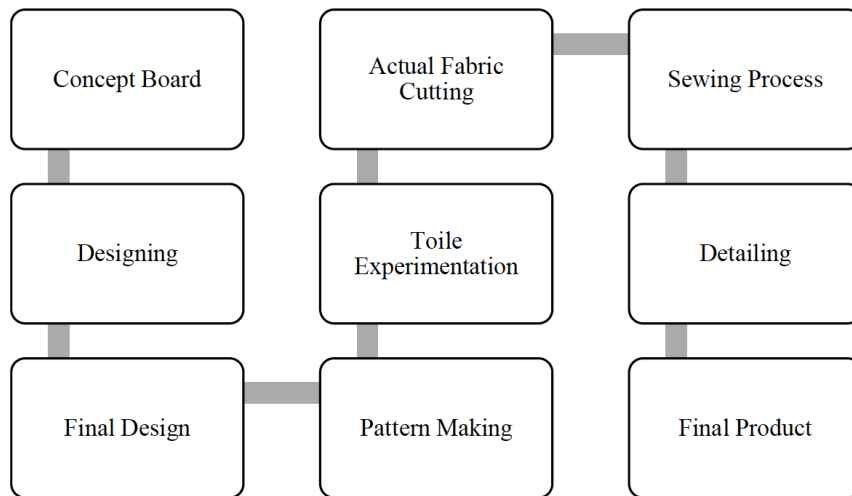 Concept Board
Designing
Final Design
Pattern Making
Toile
Experimentation
Actual Fabric
Cutting
Sewing Process
Detailing
Final Product